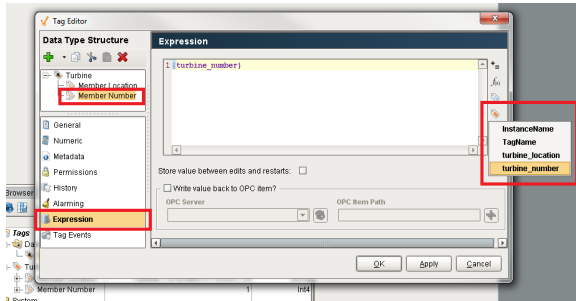 Tag Editor
Data Type Structure
Turbine
Member Location
Member Number
General
Numeric
Metadata
Permissions
History
Alarming
Expression
Tag Events
Expression
1 {turbine_number}
Store value between edits and restarts:
Write value back to OPC item?
OPC Server
OPC Item Path
OK Apply Cancel
InstanceName
TagName
turbine_location
turbine_number
Browser
Tags
Da
Tu
Member Number 1 Int4
System